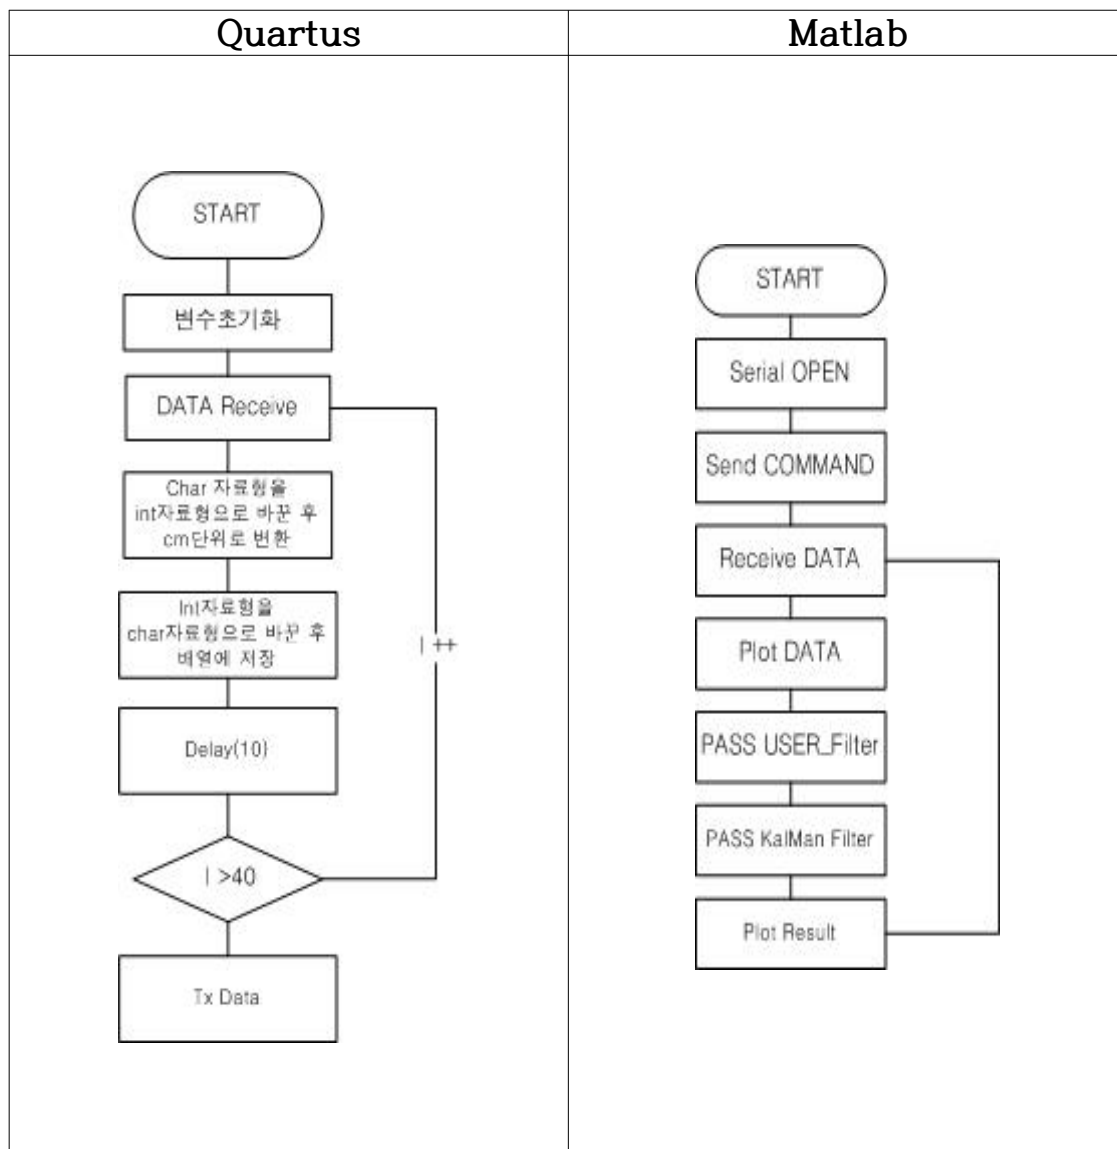 Quartus
Matlab
START
변수초기화
DATA Receive
Char 자료형을
int자료형으로 바꾼 후
cm단위로 변환
Int자료형을
char자료형으로 바꾼 후
배열에 저장
Delay(10)
I >40
I ++
Tx Data
START
Serial OPEN
Send COMMAND
Receive DATA
Plot DATA
PASS USER_Filter
PASS KalMan Filter
Plot Result